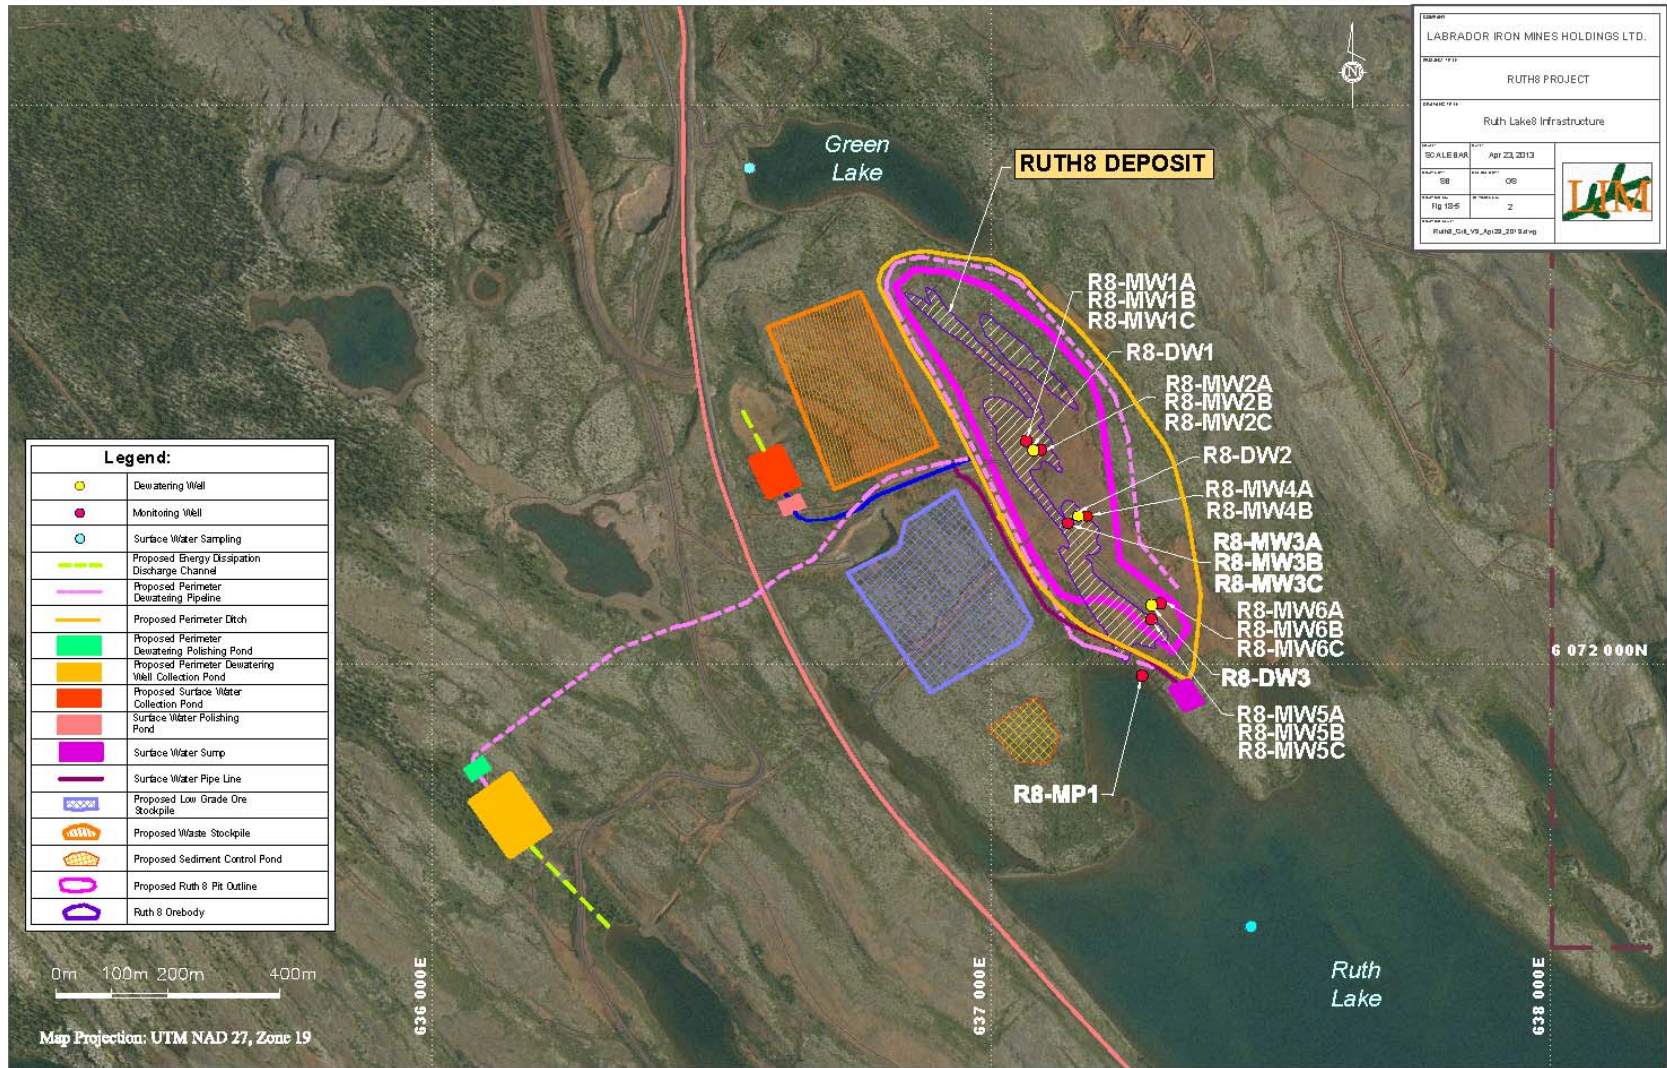 LABRADOR IRON MINES HOLDINGS LTD.
RUTH8 PROJECT
Ruth Lake8 Infrastructure
SCALE BAR
Apr 23, 2013
SB
2
LIM
N
Green
Lake
RUTH8 DEPOSIT
R8-MW1A
R8-MW1B
R8-MW1C
R8-DW1
R8-MW2A
R8-MW2B
R8-MW2C
R8-DW2
R8-MW4A
R8-MW4B
R8-MW3A
R8-MW3B
R8-MW3C
R8-MW6A
R8-MW6B
R8-MW6C
R8-DW3
R8-MW5A
R8-MW5B
R8-MW5C
R8-MP1
6 072 000N
Legend:
Dewatering Well
Monitoring Well
Surface Water Sampling
Proposed Energy Dissipation
Discharge Channel
Proposed Perimeter
Dewatering Pipeline
Proposed Perimeter Ditch
Proposed Perimeter
Dewatering Polishing Pond
Proposed Perimeter Dewatering
Well Collection Pond
Proposed Surface Water
Collection Pond
Surface Water Polishing
Pond
Surface Water Sump
Surface Water Pipe Line
Proposed Low Grade Ore
Stockpile
Proposed Waste Stockpile
Proposed Sediment Control Pond
Proposed Ruth 8 Pit Outline
Ruth 8 Orebody
0m 100m 200m 400m
Map Projection: UTM NAD 27, Zone 19
636 000E
637 000E
638 000E
Ruth
Lake